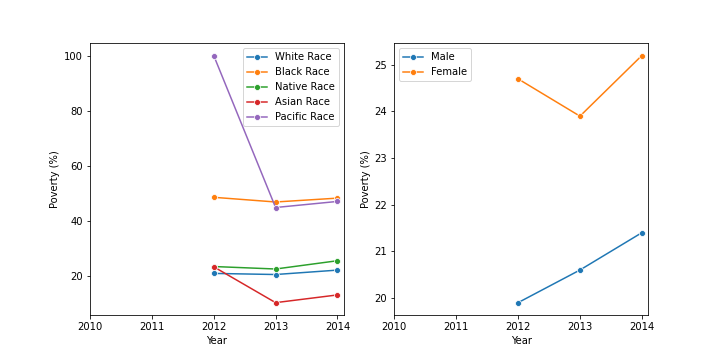 100
80
60
40
20
Poverty (%)
2010 2011 2012 2013 2014
Year
White Race
Black Race
Native Race
Asian Race
Pacific Race
25
24
23
22
21
20
Poverty (%)
2010 2011 2012 2013 2014
Year
Male
Female